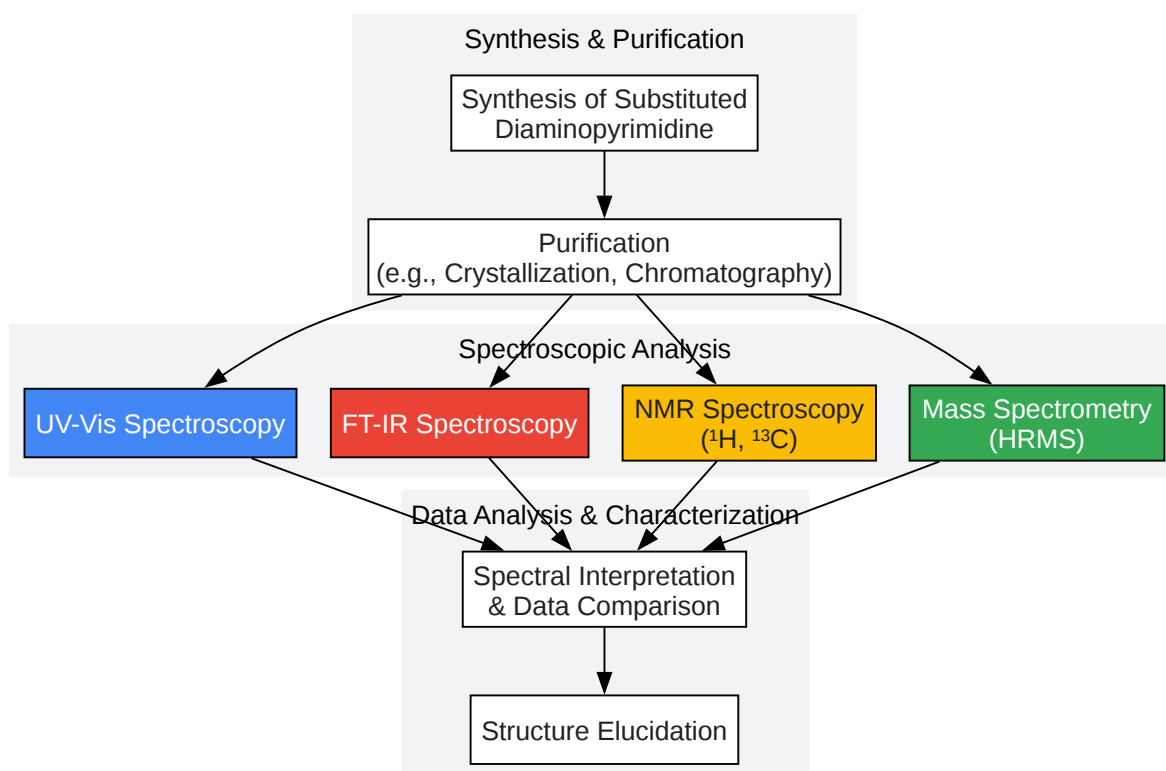 Synthesis & Purification
Synthesis of Substituted
Diaminopyrimidine
Purification
(e.g., Crystallization, Chromatography)
Spectroscopic Analysis
UV-Vis Spectroscopy
FT-IR Spectroscopy
NMR Spectroscopy
(¹H, ¹³C)
Mass Spectrometry
(HRMS)
Data Analysis & Characterization
Spectral Interpretation
& Data Comparison
Structure Elucidation